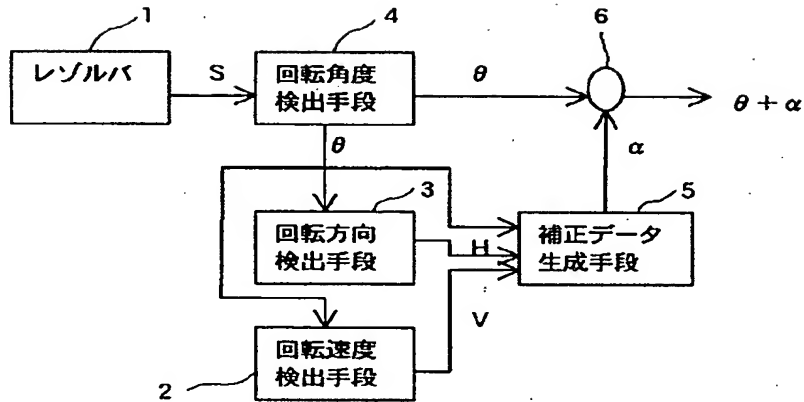 1
4
6
レゾルバ
S
回転角度
検出手段
θ
θ + α
θ
α
3
5
回転方向
検出手段
H
補正データ
生成手段
V
回転速度
検出手段
2